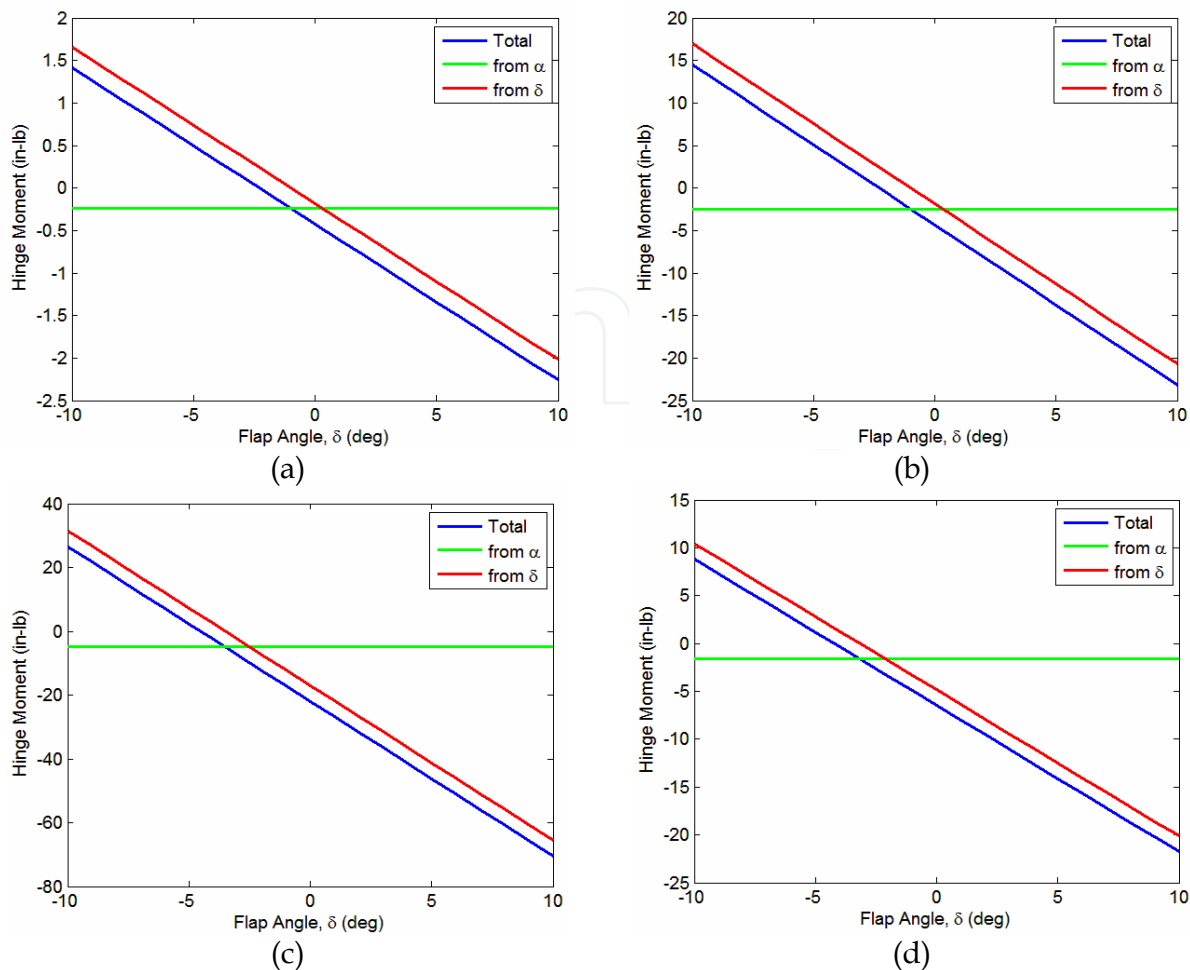 2
1.5
1
0.5
0
-0.5
-1
-1.5
-2
-2.5
Hinge Moment (in-lb)
-10
-5
0
5
10
Flap Angle, δ (deg)
Total
from α
from δ
(a)
20
15
10
5
0
-5
-10
-15
-20
-25
Hinge Moment (in-lb)
-10
-5
0
5
10
Flap Angle, δ (deg)
Total
from α
from δ
(b)
40
20
0
-20
-40
-60
-80
Hinge Moment (in-lb)
-10
-5
0
5
10
Flap Angle, δ (deg)
Total
from α
from δ
(c)
15
10
5
0
-5
-10
-15
-20
-25
Hinge Moment (in-lb)
-10
-5
0
5
10
Flap Angle, δ (deg)
Total
from α
from δ
(d)